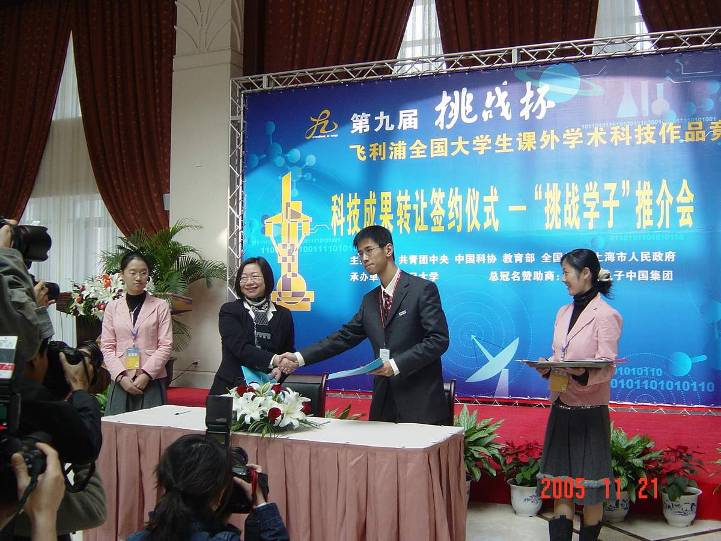 第九届 挑战杯
飞利浦全国大学生课外学术科技作品竞
科技成果转让签约仪式—“挑战学子”推介会
主 共青团中央 中国科协 教育部 全国 上海市人民政府
承办单 大学 总冠名赞助商: 子中国集团
2005 11 21